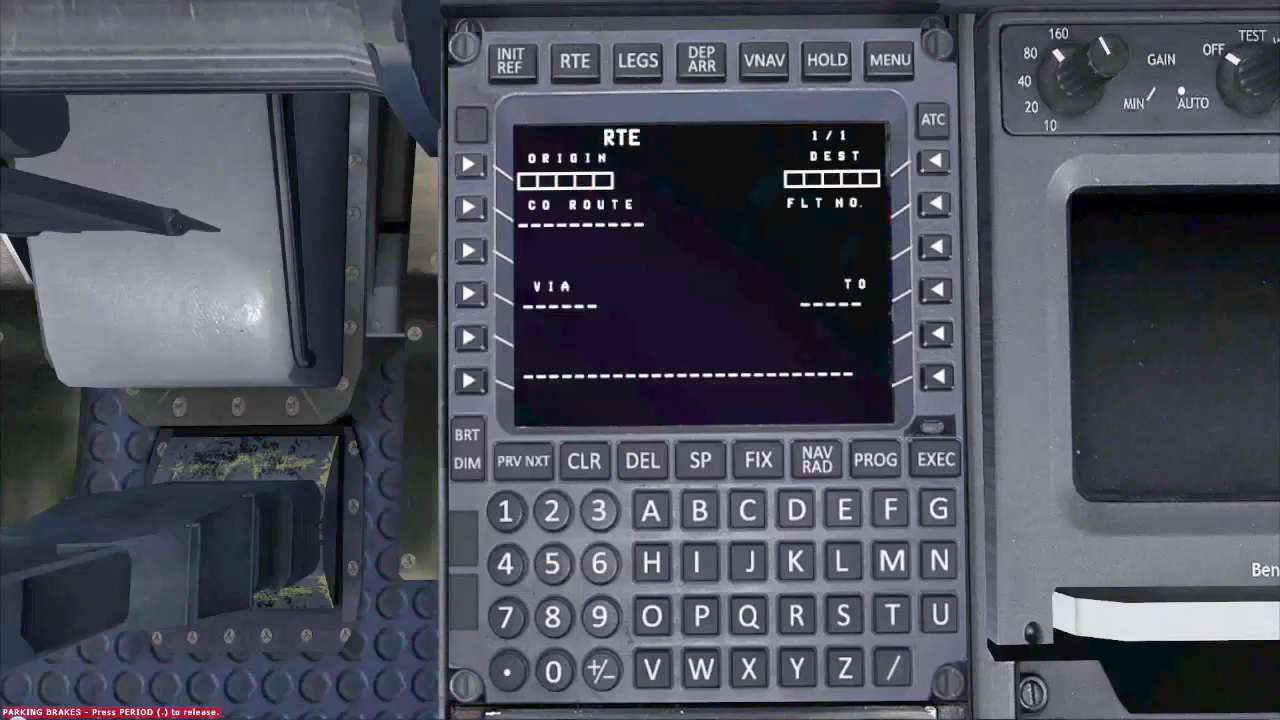 INIT REF RTE LEGS DEP ARR VNAV HOLD MENU
ATC
RTE 1/1
ORIGIN DEST
CO ROUTE FLT NO.
VIA TO
BRT
DIM
PRV NXT CLR DEL SP FIX NAV RAD PROG EXEC
1 2 3 A B C D E F G
4 5 6 H I J K L M N
7 8 9 O P Q R S T U
. 0 +/- V W X Y Z /
160
80
40
20
10
GAIN
MIN
AUTO
OFF
TEST
Ben
PARKING BRAKES - Press PERIOD (.) to release.